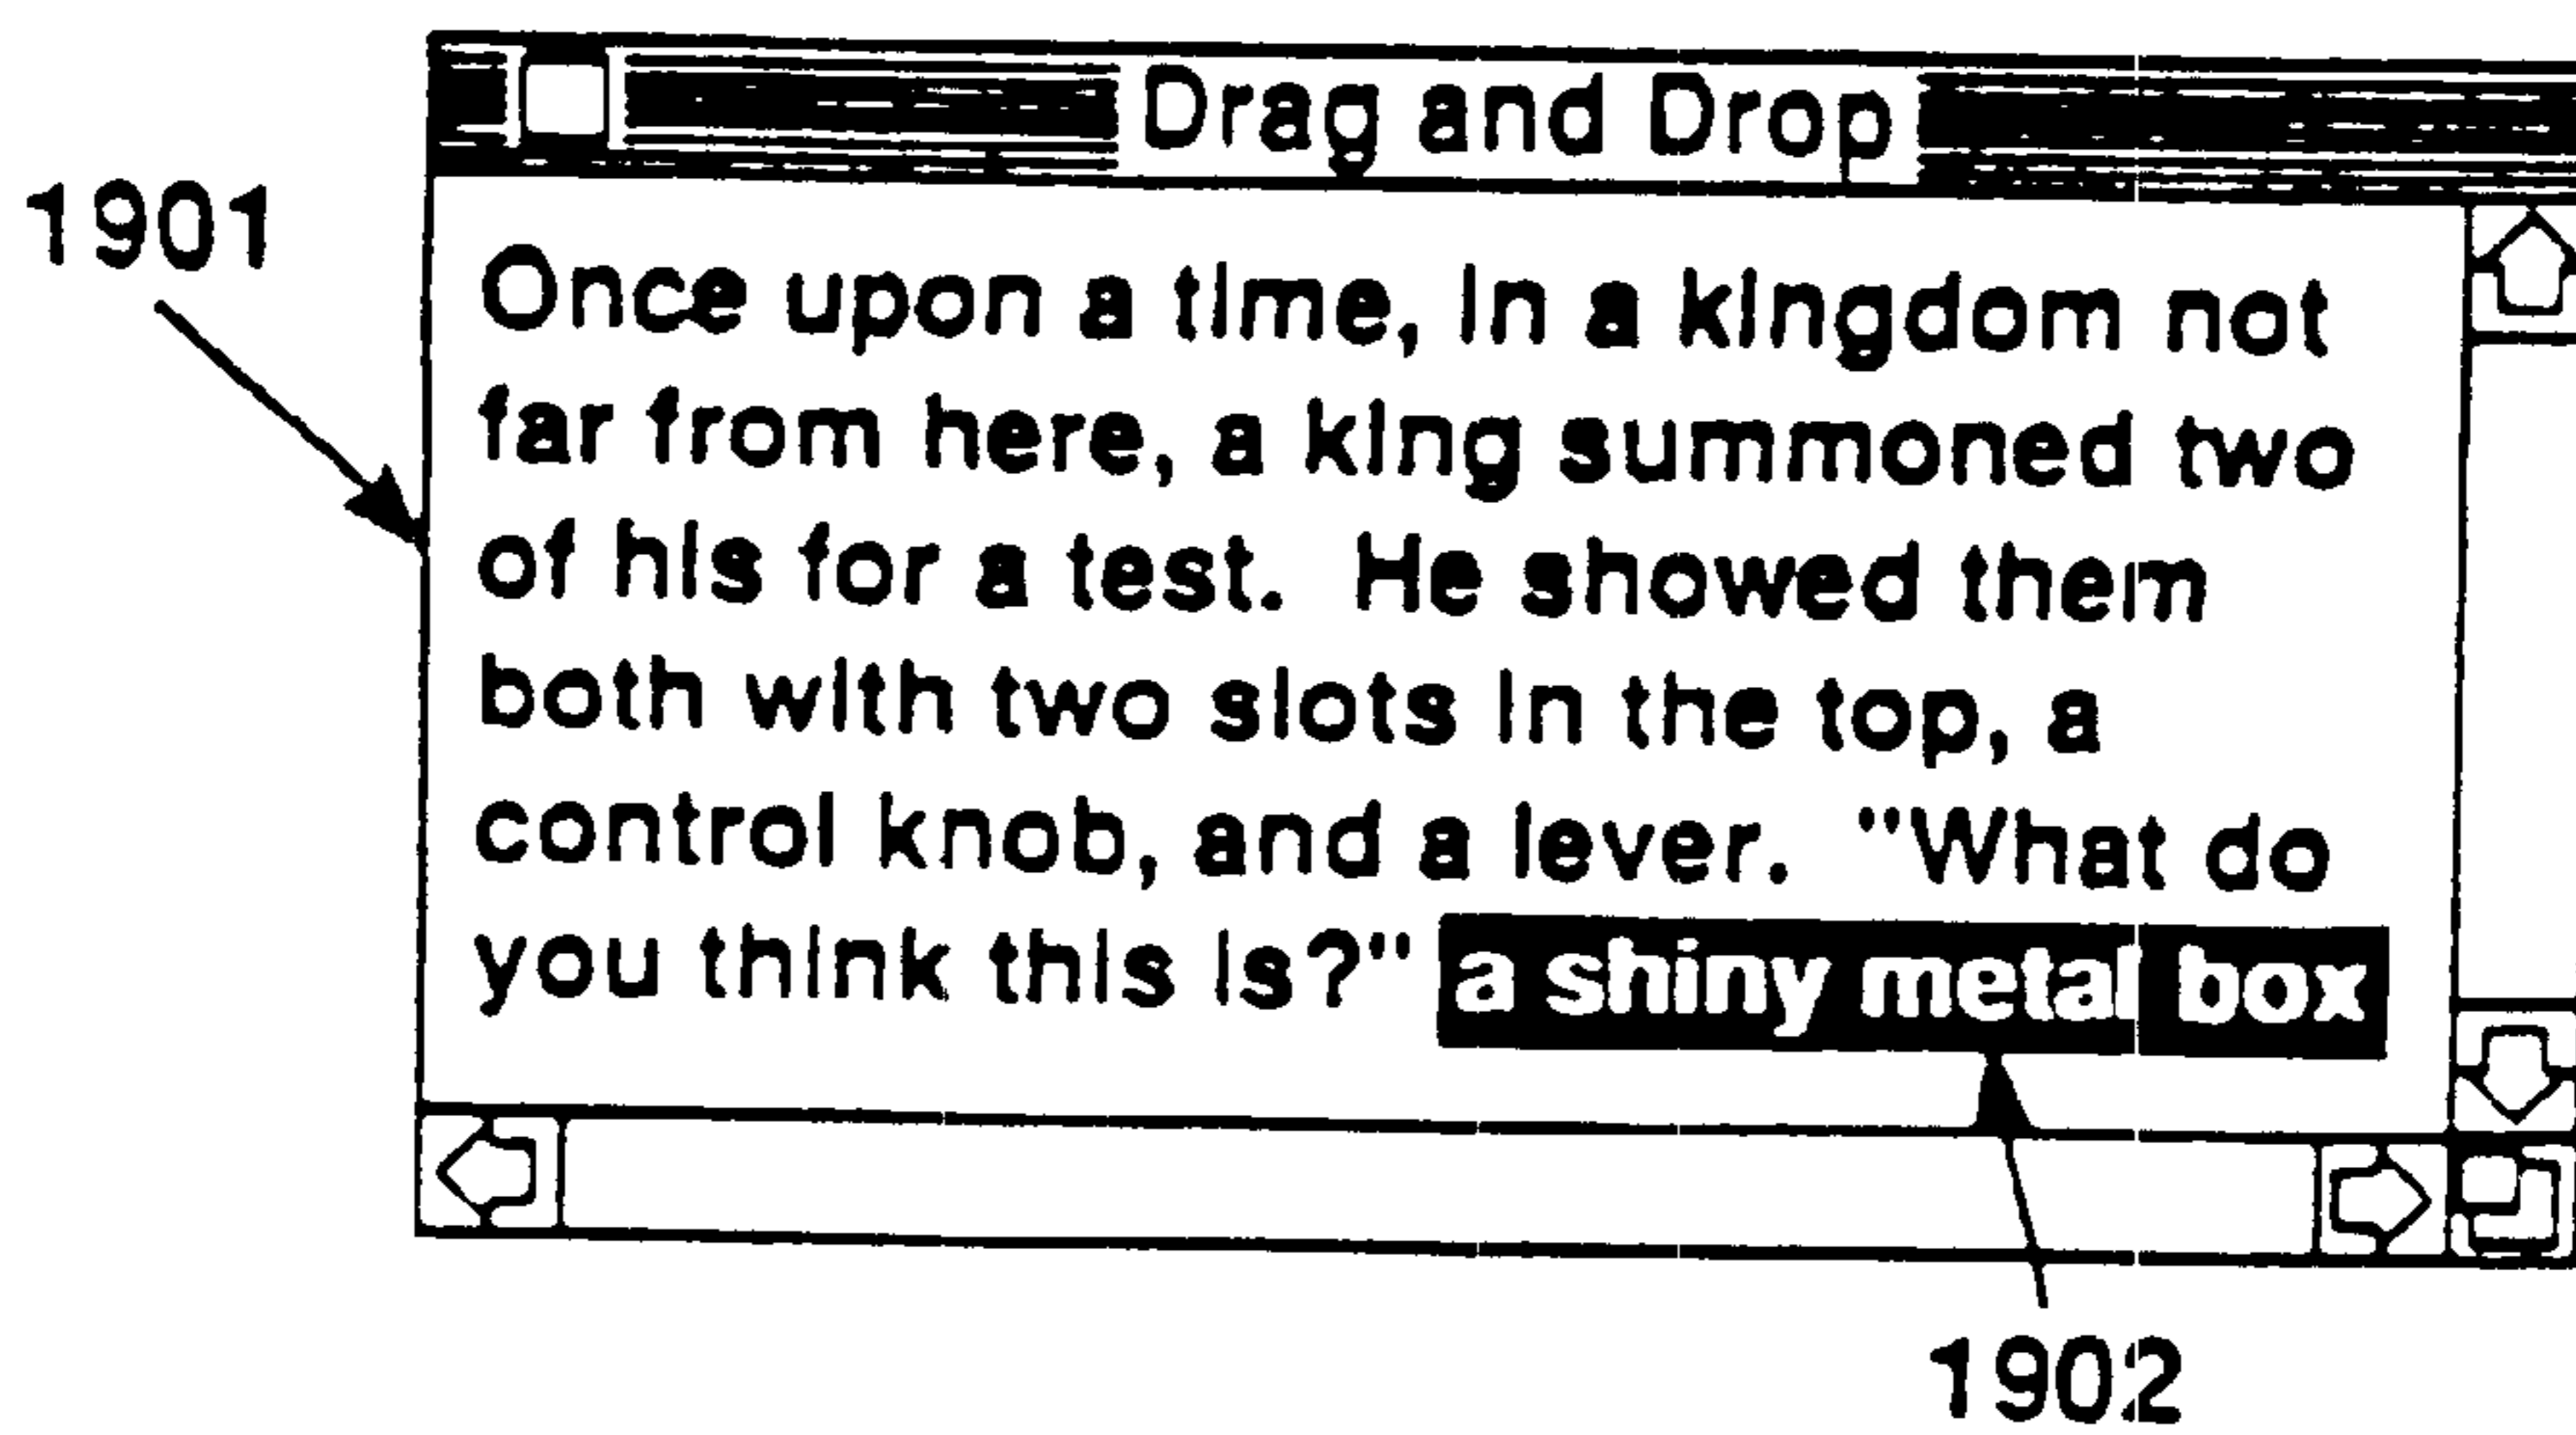 Drag and Drop
1901
Once upon a time, in a kingdom not
far from here, a king summoned two
of his for a test.  He showed them
both with two slots in the top, a
control knob, and a lever.  "What do
you think this is?" a shiny metal box
1902